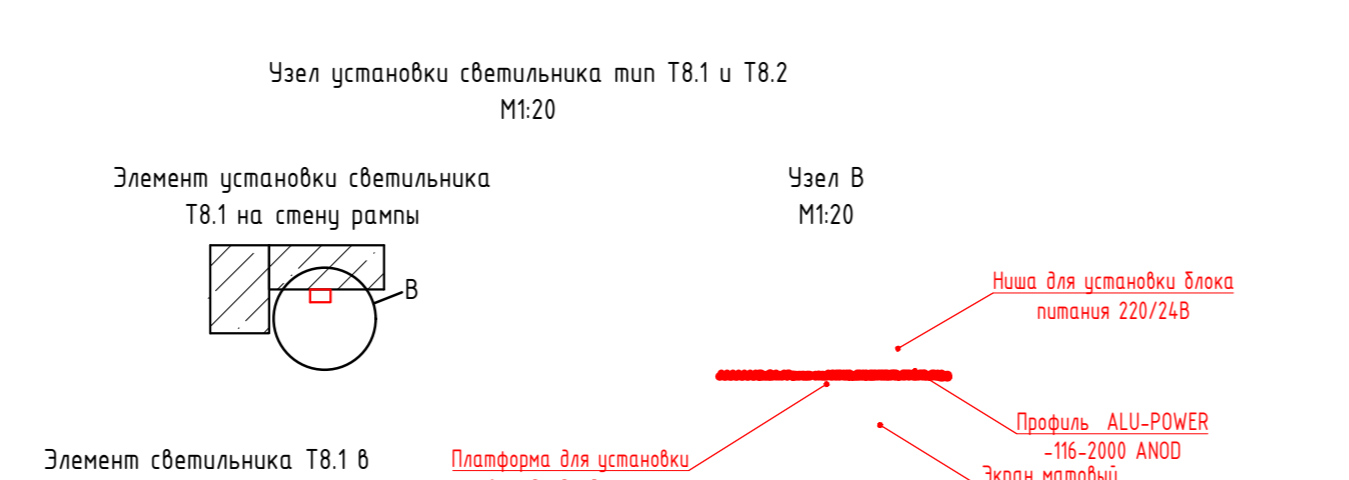 Узел установки светильника тип Т8.1 и Т8.2
М1:20
Элемент установки светильника
Т8.1 на стену рампы
В
Узел В
М1:20
Ниша для установки блока
питания 220/24В
Профиль ALU-POWER
-116-2000 ANOD
Экран матовый
Платформа для установки
Элемент светильника Т8.1 в